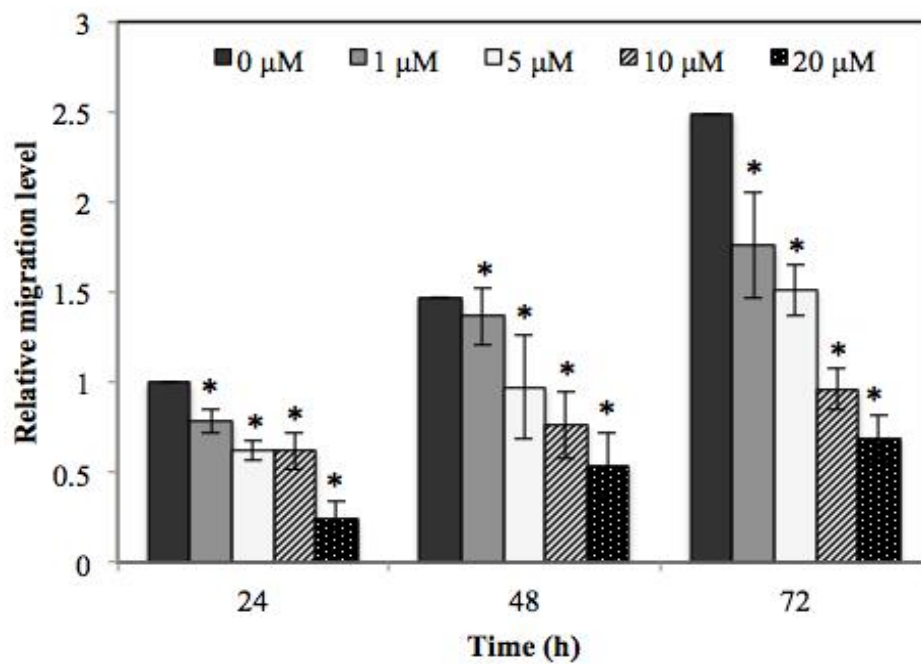 3
0 μM 1 μM 5 μM 10 μM 20 μM
2.5
2
1.5
1
0.5
0
Relative migration level
* * * *
* * * *
* * * *
24 48 72
Time (h)